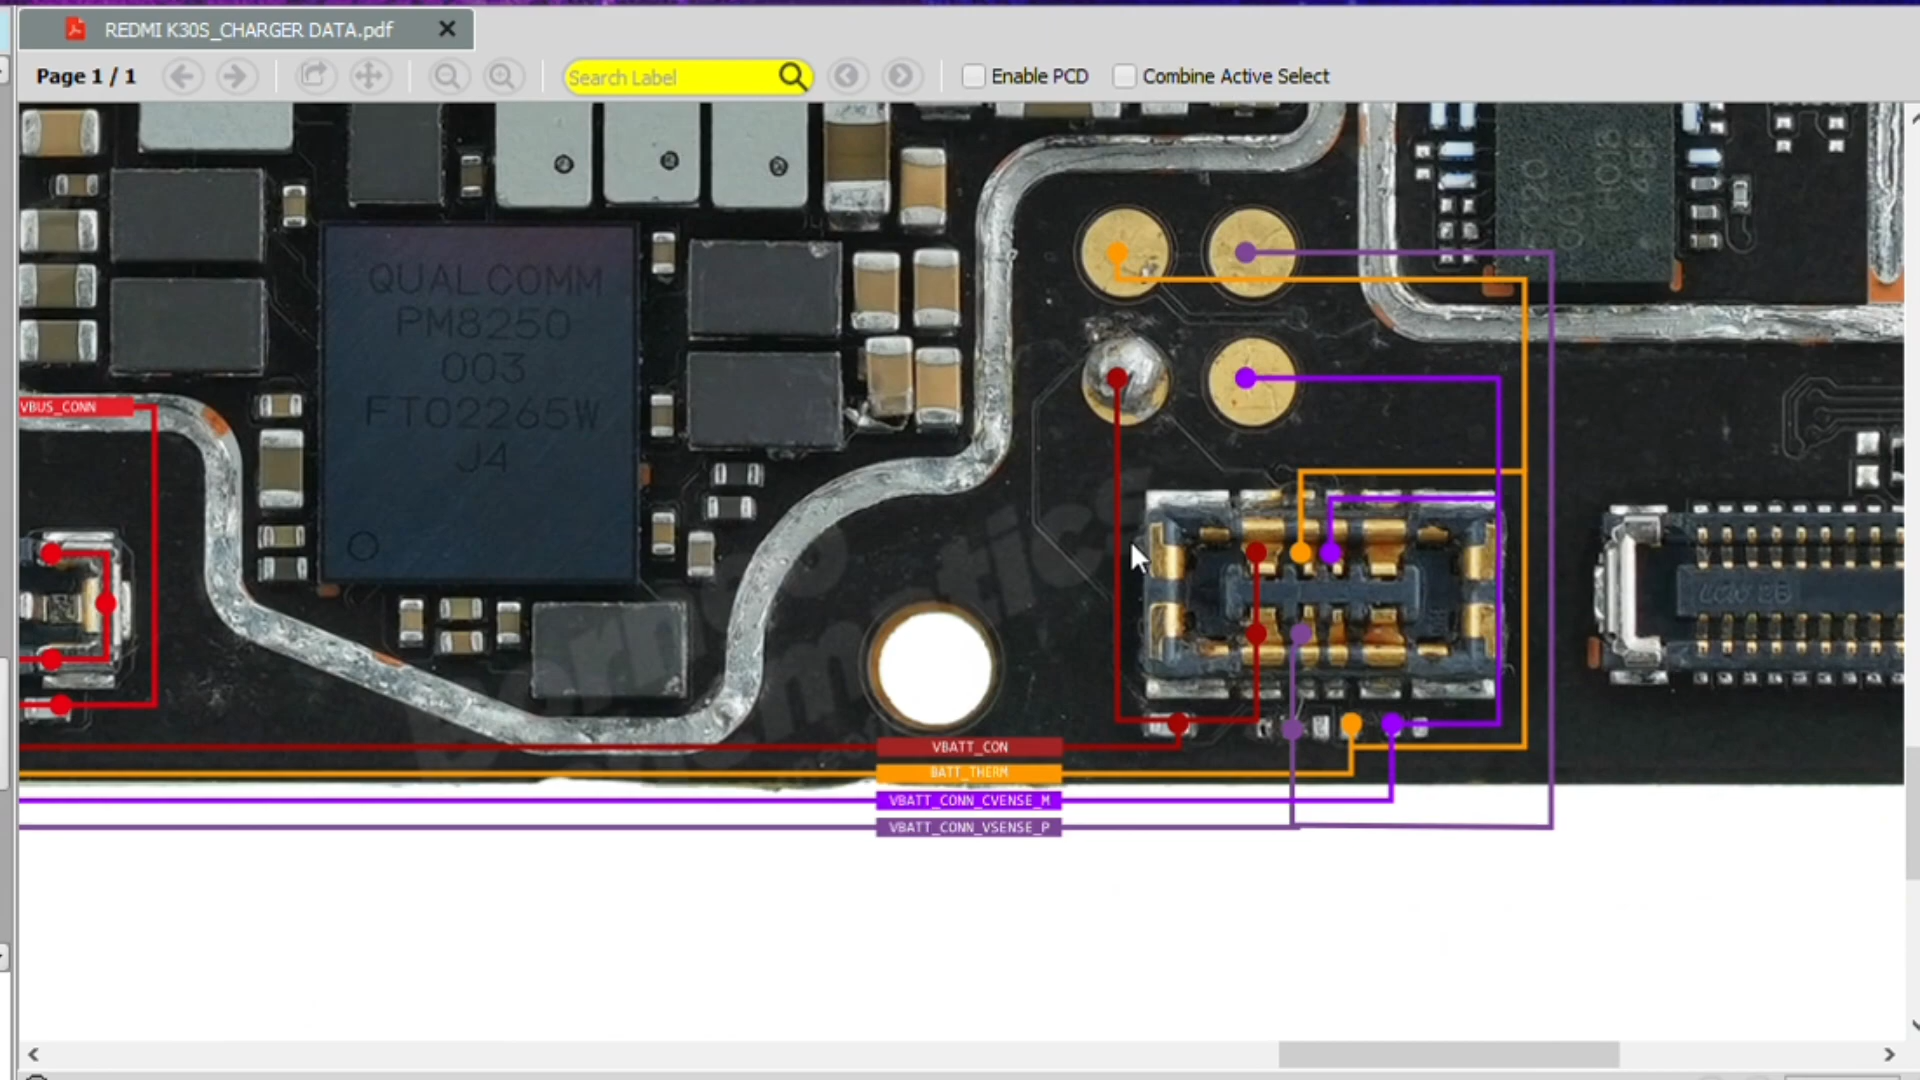 REDMI K30S_CHARGER DATA.pdf
Page 1 / 1
Search Label
Enable PCD
Combine Active Select
QUALCOMM
PM8250
003
FT02265W
J4
VBUS_CONN
VBATT_CON
BATT_THERM
VBATT_CONN_CVENSE_M
VBATT_CONN_VSENSE_P